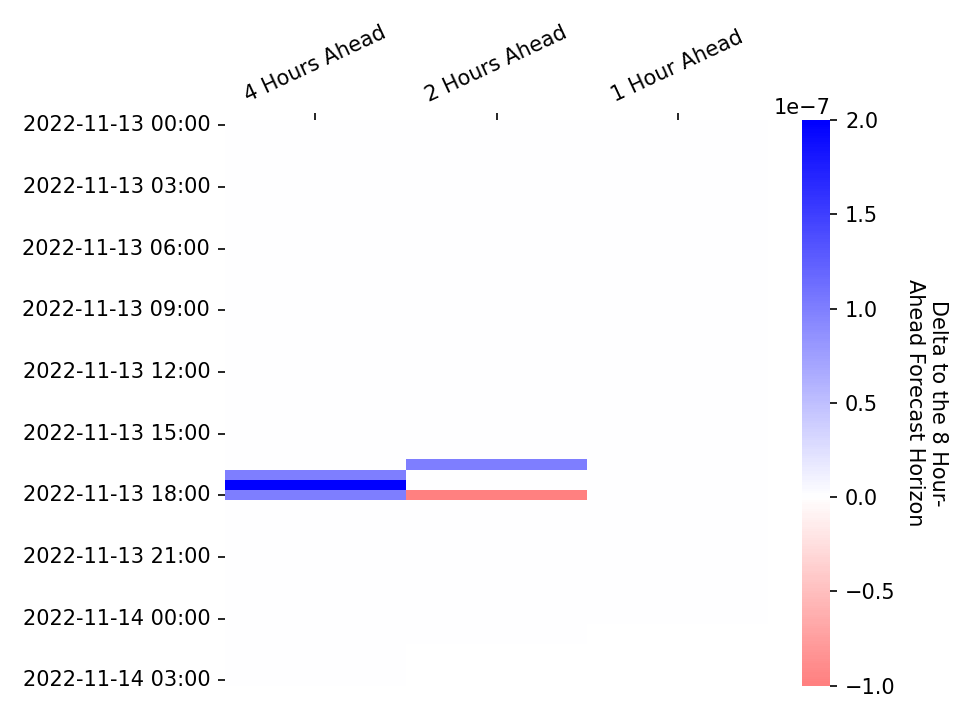 4 Hours Ahead
2 Hours Ahead
1 Hour Ahead
2022-11-13 00:00
2022-11-13 03:00
2022-11-13 06:00
2022-11-13 09:00
2022-11-13 12:00
2022-11-13 15:00
2022-11-13 18:00
2022-11-13 21:00
2022-11-14 00:00
2022-11-14 03:00
1e−7
2.0
1.5
1.0
0.5
0.0
−0.5
−1.0
Delta to the 8 Hour-
Ahead Forecast Horizon